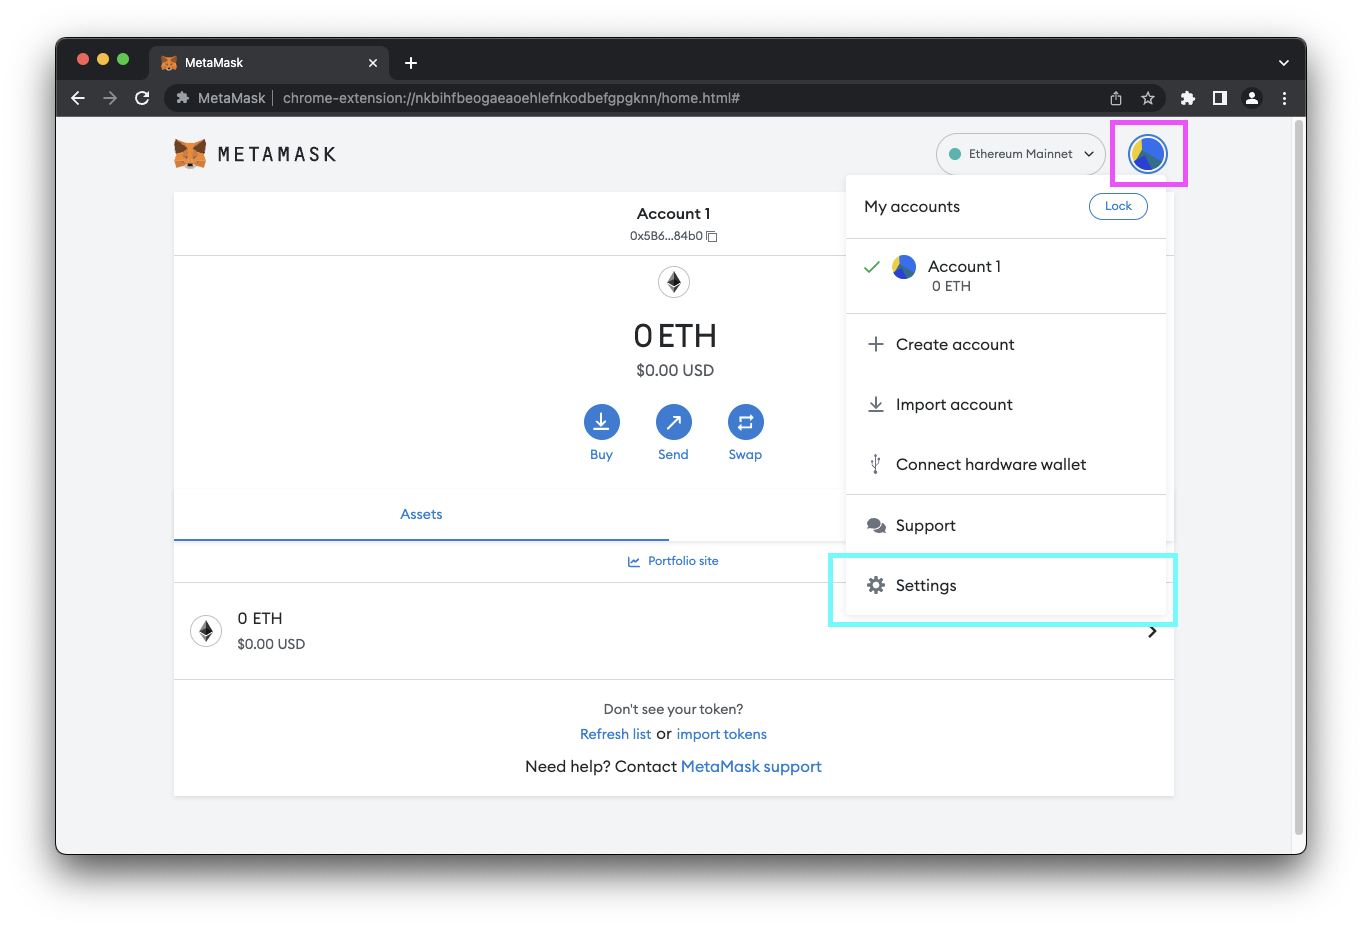 MetaMask
MetaMask chrome-extension://nkbihfbeogaeaoehlefnkodbefgpgknn/home.html#
METAMASK
Ethereum Mainnet
Account 1
0x5B6...84b0
0 ETH
$0.00 USD
Buy Send Swap
Assets
Portfolio site
0 ETH
$0.00 USD
Don't see your token?
Refresh list or import tokens
Need help? Contact MetaMask support
My accounts
Lock
Account 1
0 ETH
Create account
Import account
Connect hardware wallet
Support
Settings